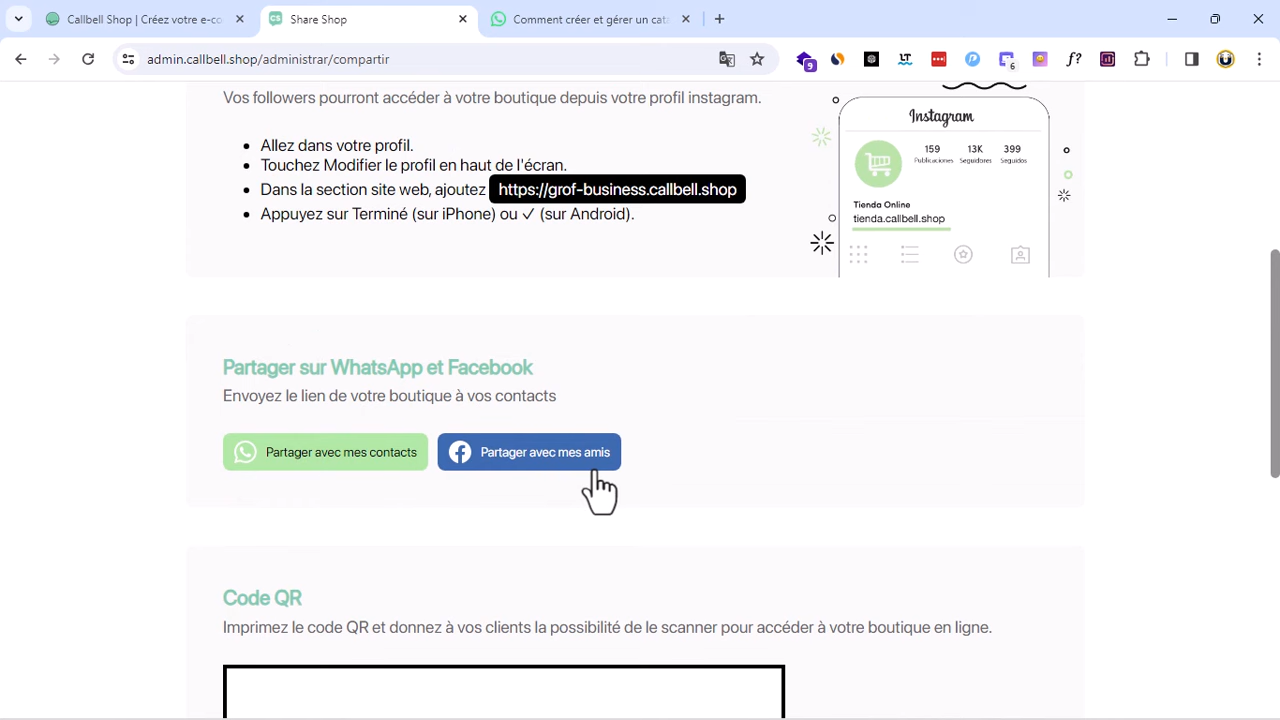 Callbell Shop | Créez votre e-co
Share Shop
Comment créer et gérer un cata
admin.callbell.shop/administrar/compartir
9
LT
6
f?
Vos followers pourront accéder à votre boutique depuis votre profil instagram.
Allez dans votre profil.
Touchez Modifier le profil en haut de l'écran.
Dans la section site web, ajoutez https://grof-business.callbell.shop
Appuyez sur Terminé (sur iPhone) ou ✓ (sur Android).
Instagram
159 13K 399
Publicaciones Seguidores Seguidos
Tienda Online
tienda.callbell.shop
Partager sur WhatsApp et Facebook
Envoyez le lien de votre boutique à vos contacts
Partager avec mes contacts
Partager avec mes amis
Code QR
Imprimez le code QR et donnez à vos clients la possibilité de le scanner pour accéder à votre boutique en ligne.